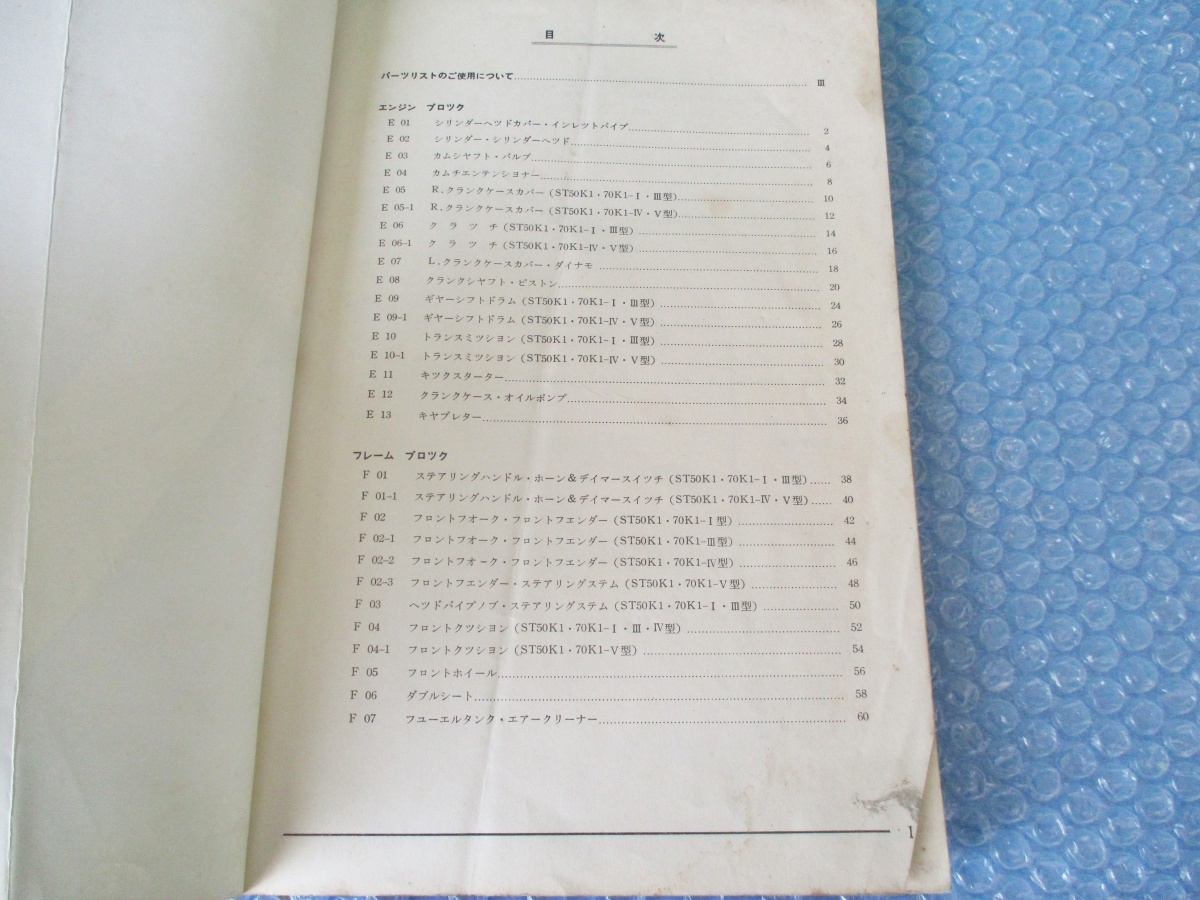 目　次
パーツリストのご使用について……Ⅲ
エンジン ブロツク
E 01 シリンダーヘツドカバー・インレツトパイプ……2
E 02 シリンダー・シリンダーヘツド……4
E 03 カムシヤフト・バルブ……6
E 04 カムチエンテンシヨナー……8
E 05 R.クランクケースカバー (ST50K1・70K1-Ⅰ・Ⅲ型)……10
E 05-1 R.クランクケースカバー (ST50K1・70K1-Ⅳ・Ⅴ型)……12
E 06 ク ラ ツ チ (ST50K1・70K1-Ⅰ・Ⅲ型)……14
E 06-1 ク ラ ツ チ (ST50K1・70K1-Ⅳ・Ⅴ型)……16
E 07 L.クランクケースカバー・ダイナモ……18
E 08 クランクシヤフト・ピストン……20
E 09 ギヤーシフトドラム (ST50K1・70K1-Ⅰ・Ⅲ型)……24
E 09-1 ギヤーシフトドラム (ST50K1・70K1-Ⅳ・Ⅴ型)……26
E 10 トランスミツシヨン (ST50K1・70K1-Ⅰ・Ⅲ型)……28
E 10-1 トランスミツシヨン (ST50K1・70K1-Ⅳ・Ⅴ型)……30
E 11 キツクスターター……32
E 12 クランクケース・オイルポンプ……34
E 13 キヤブレター……36
フレーム ブロツク
F 01 ステアリングハンドル・ホーン&デイマースイツチ (ST50K1・70K1-Ⅰ・Ⅲ型)……38
F 01-1 ステアリングハンドル・ホーン&デイマースイツチ (ST50K1・70K1-Ⅳ・Ⅴ型)……40
F 02 フロントフオーク・フロントフエンダー (ST50K1・70K1-Ⅰ型)……42
F 02-1 フロントフオーク・フロントフエンダー (ST50K1・70K1-Ⅲ型)……44
F 02-2 フロントフオーク・フロントフエンダー (ST50K1・70K1-Ⅳ型)……46
F 02-3 フロントフエンダー・ステアリングステム (ST50K1・70K1-Ⅴ型)……48
F 03 ヘツドパイプノブ・ステアリングステム (ST50K1・70K1-Ⅰ・Ⅲ型)……50
F 04 フロントクツシヨン (ST50K1・70K1-Ⅰ・Ⅲ・Ⅳ型)……52
F 04-1 フロントクツシヨン (ST50K1・70K1-Ⅴ型)……54
F 05 フロントホイール……56
F 06 ダブルシート……58
F 07 フユーエルタンク・エアークリーナー……60
1